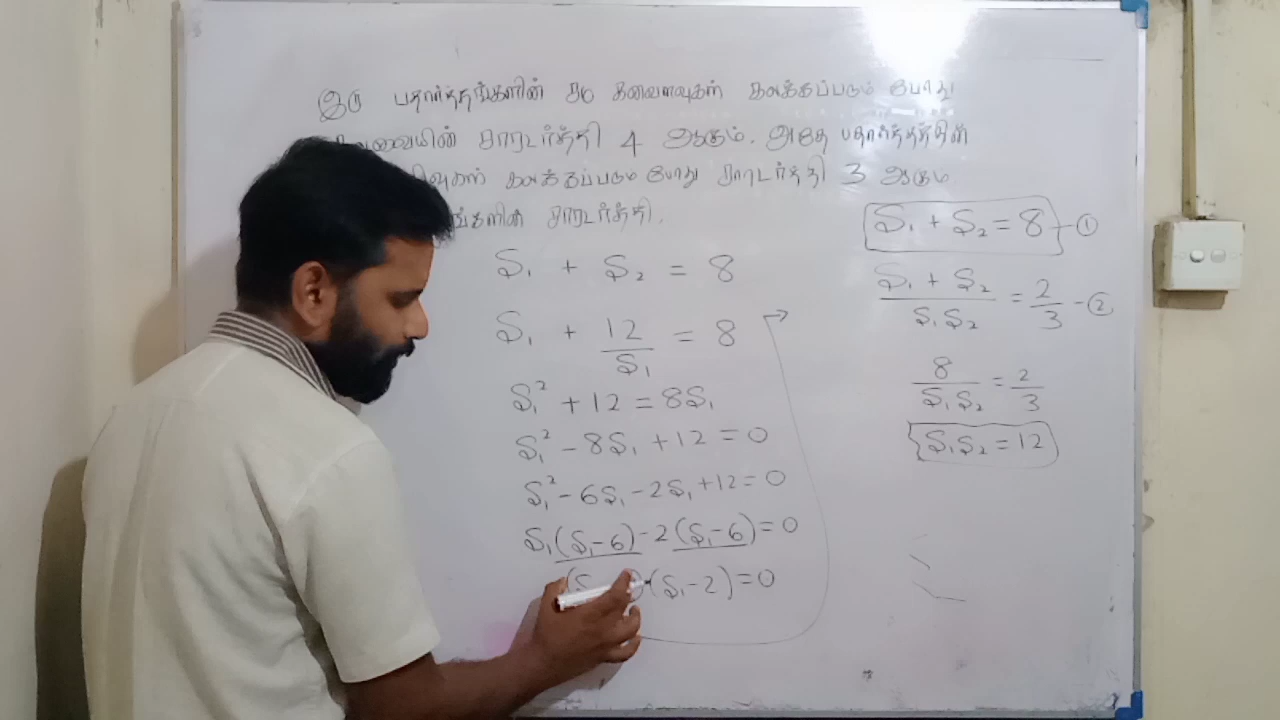 இரு பதார்த்தங்களின் சம கனவளவுகள் கலக்கப்படும் போது
சாரடர்த்தி 4 ஆகும். அதே பதார்த்தத்தின்
கலக்கப்படும் போது சாரடர்த்தி 3 ஆகும்
சாரடர்த்தி.
S₁ + S₂ = 8
S₁ + 12/S₁ = 8
S₁² + 12 = 8S₁
S₁² - 8S₁ + 12 = 0
S₁² - 6S₁ - 2S₁ + 12 = 0
S₁(S₁-6) - 2(S₁-6) = 0
(S₁-2) = 0
S₁ + S₂ = 8 - ①
(S₁ + S₂)/(S₁S₂) = 2/3 - ②
8/(S₁S₂) = 2/3
S₁S₂ = 12